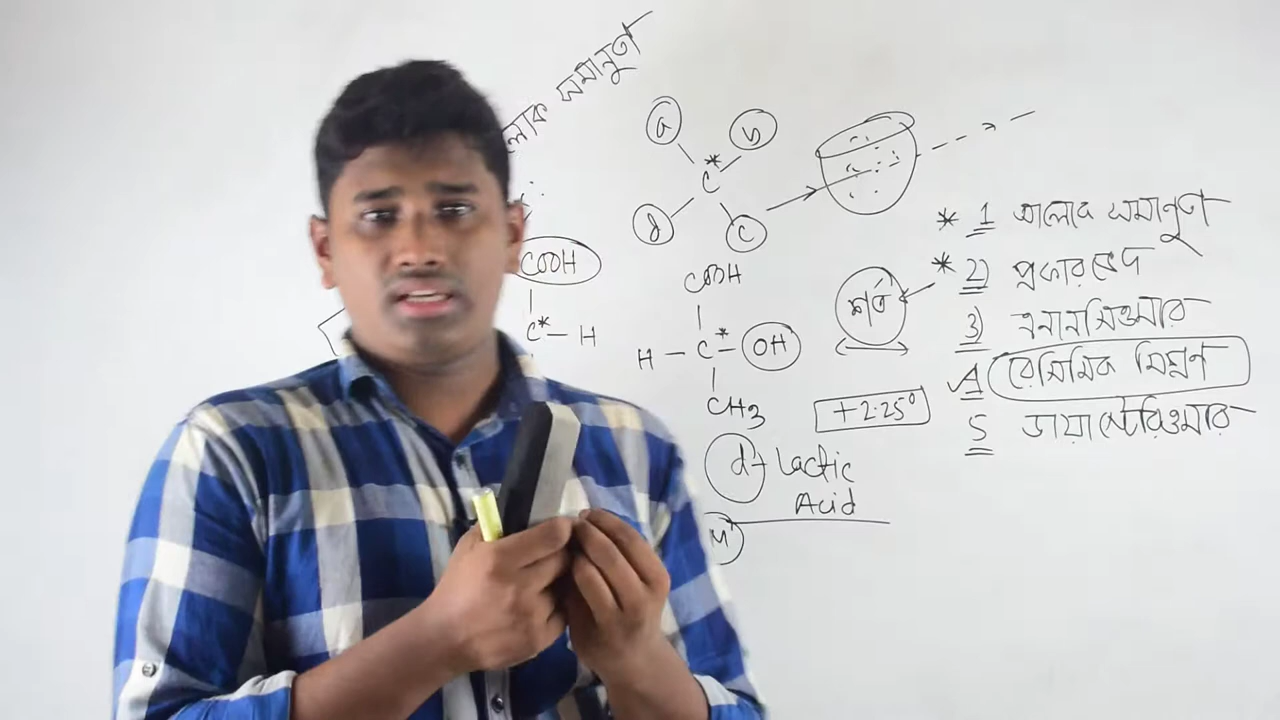 লোক সমাণুতা
a
b
C*
d
c
COOH
C* — H
COOH
H — C* — OH
CH3
+2.25°
d- Lactic
Acid
M
শর্ত
* 1 আলোক সমাণুতা
* 2) প্রকারভেদ
3) এনানসিওমার
4 রেসিমিক মিশ্রণ
5 ডায়াস্টেরিওমার